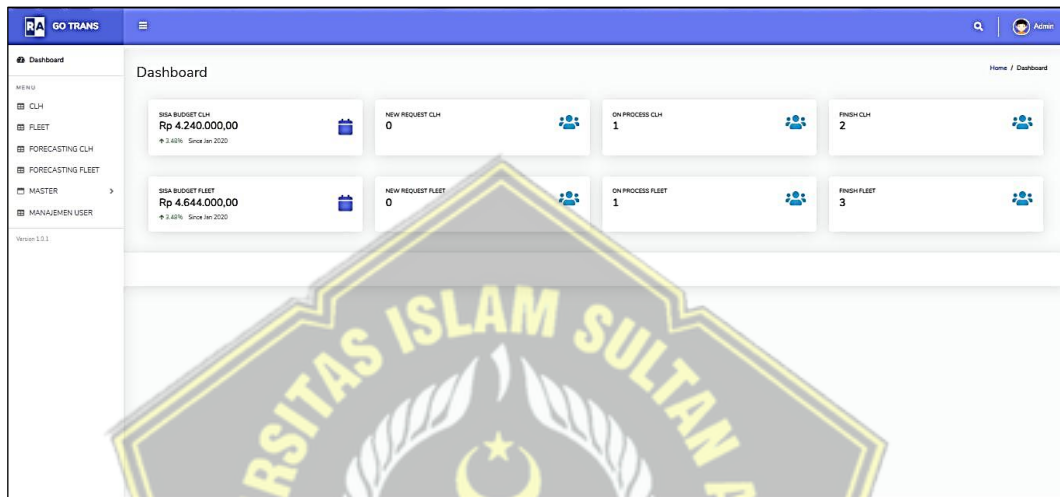 RA GO TRANS
Admin
Dashboard
Dashboard
Home / Dashboard
MENU
CLH
FLEET
FORECASTING CLH
FORECASTING FLEET
MASTER
MANAJEMEN USER
Version 1.0.1
SISA BUDGET CLH
Rp 4.240.000,00
3.48% Since Jan 2020
NEW REQUEST CLH
0
ON PROCESS CLH
1
FINISH CLH
2
SISA BUDGET FLEET
Rp 4.644.000,00
3.48% Since Jan 2020
NEW REQUEST FLEET
0
ON PROCESS FLEET
1
FINISH FLEET
3
ISLAM SULTAN